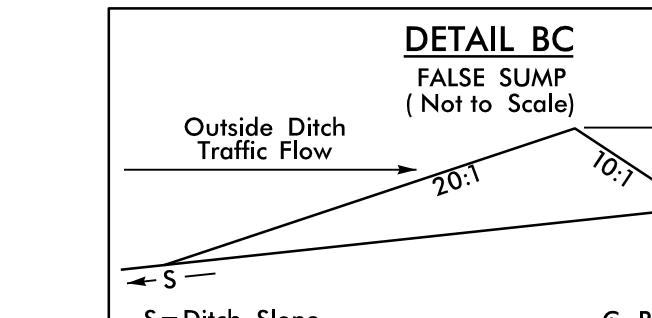 DETAIL BC
FALSE SUMP
( Not to Scale)
Outside Ditch
Traffic Flow
20:1
10:1
S
S=Ditch Slope